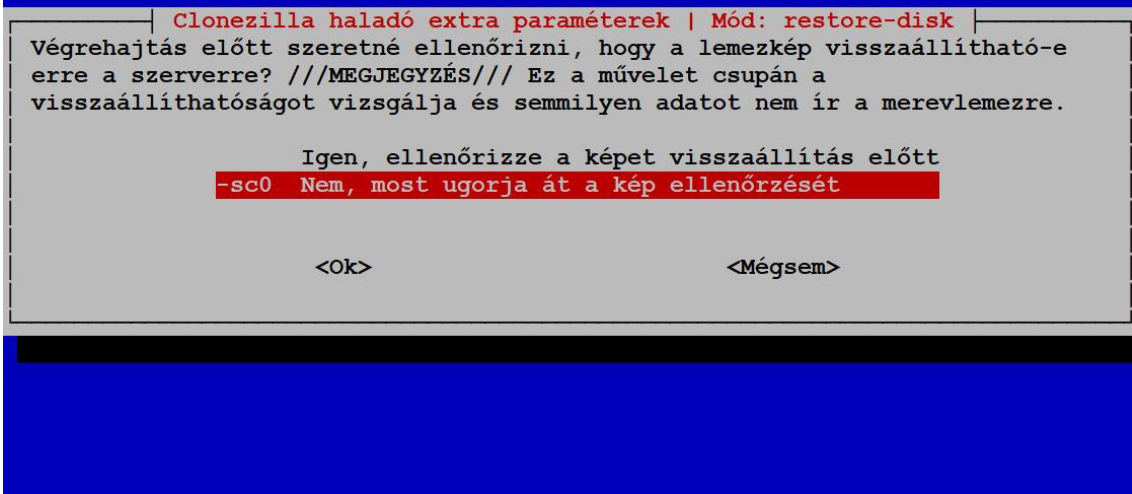 Clonezilla haladó extra paraméterek | Mód: restore-disk
Végrehajtás előtt szeretné ellenőrizni, hogy a lemezkép visszaállítható-e
erre a szerverre? ///MEGJEGYZÉS/// Ez a művelet csupán a
visszaállíthatóságot vizsgálja és semmilyen adatot nem ír a merevlemezre.
Igen, ellenőrizze a képet visszaállítás előtt
-sc0 Nem, most ugorja át a kép ellenőrzését
<Ok> <Mégsem>